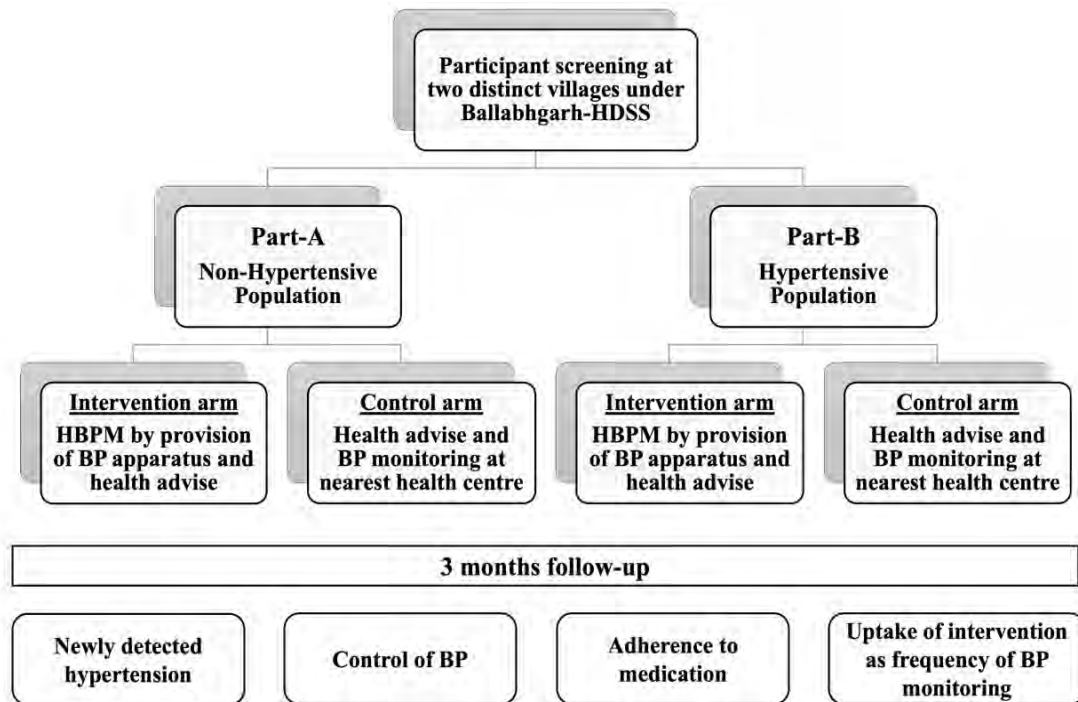 Participant screening at
two distinct villages under
Ballabhgarh-HDSS
Part-A
Non-Hypertensive
Population
Part-B
Hypertensive
Population
Intervention arm
HBPM by provision
of BP apparatus and
health advise
Control arm
Health advise and
BP monitoring at
nearest health centre
Intervention arm
HBPM by provision
of BP apparatus and
health advise
Control arm
Health advise and
BP monitoring at
nearest health centre
3 months follow-up
Newly detected
hypertension
Control of BP
Adherence to
medication
Uptake of intervention
as frequency of BP
monitoring